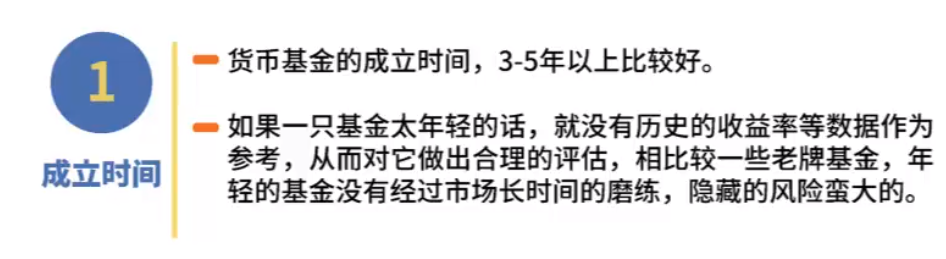 1
成立时间
货币基金的成立时间，3-5年以上比较好。
如果一只基金太年轻的话，就没有历史的收益率等数据作为
参考，从而对它做出合理的评估，相比较一些老牌基金，年
轻的基金没有经过市场长时间的磨练，隐藏的风险蛮大的。